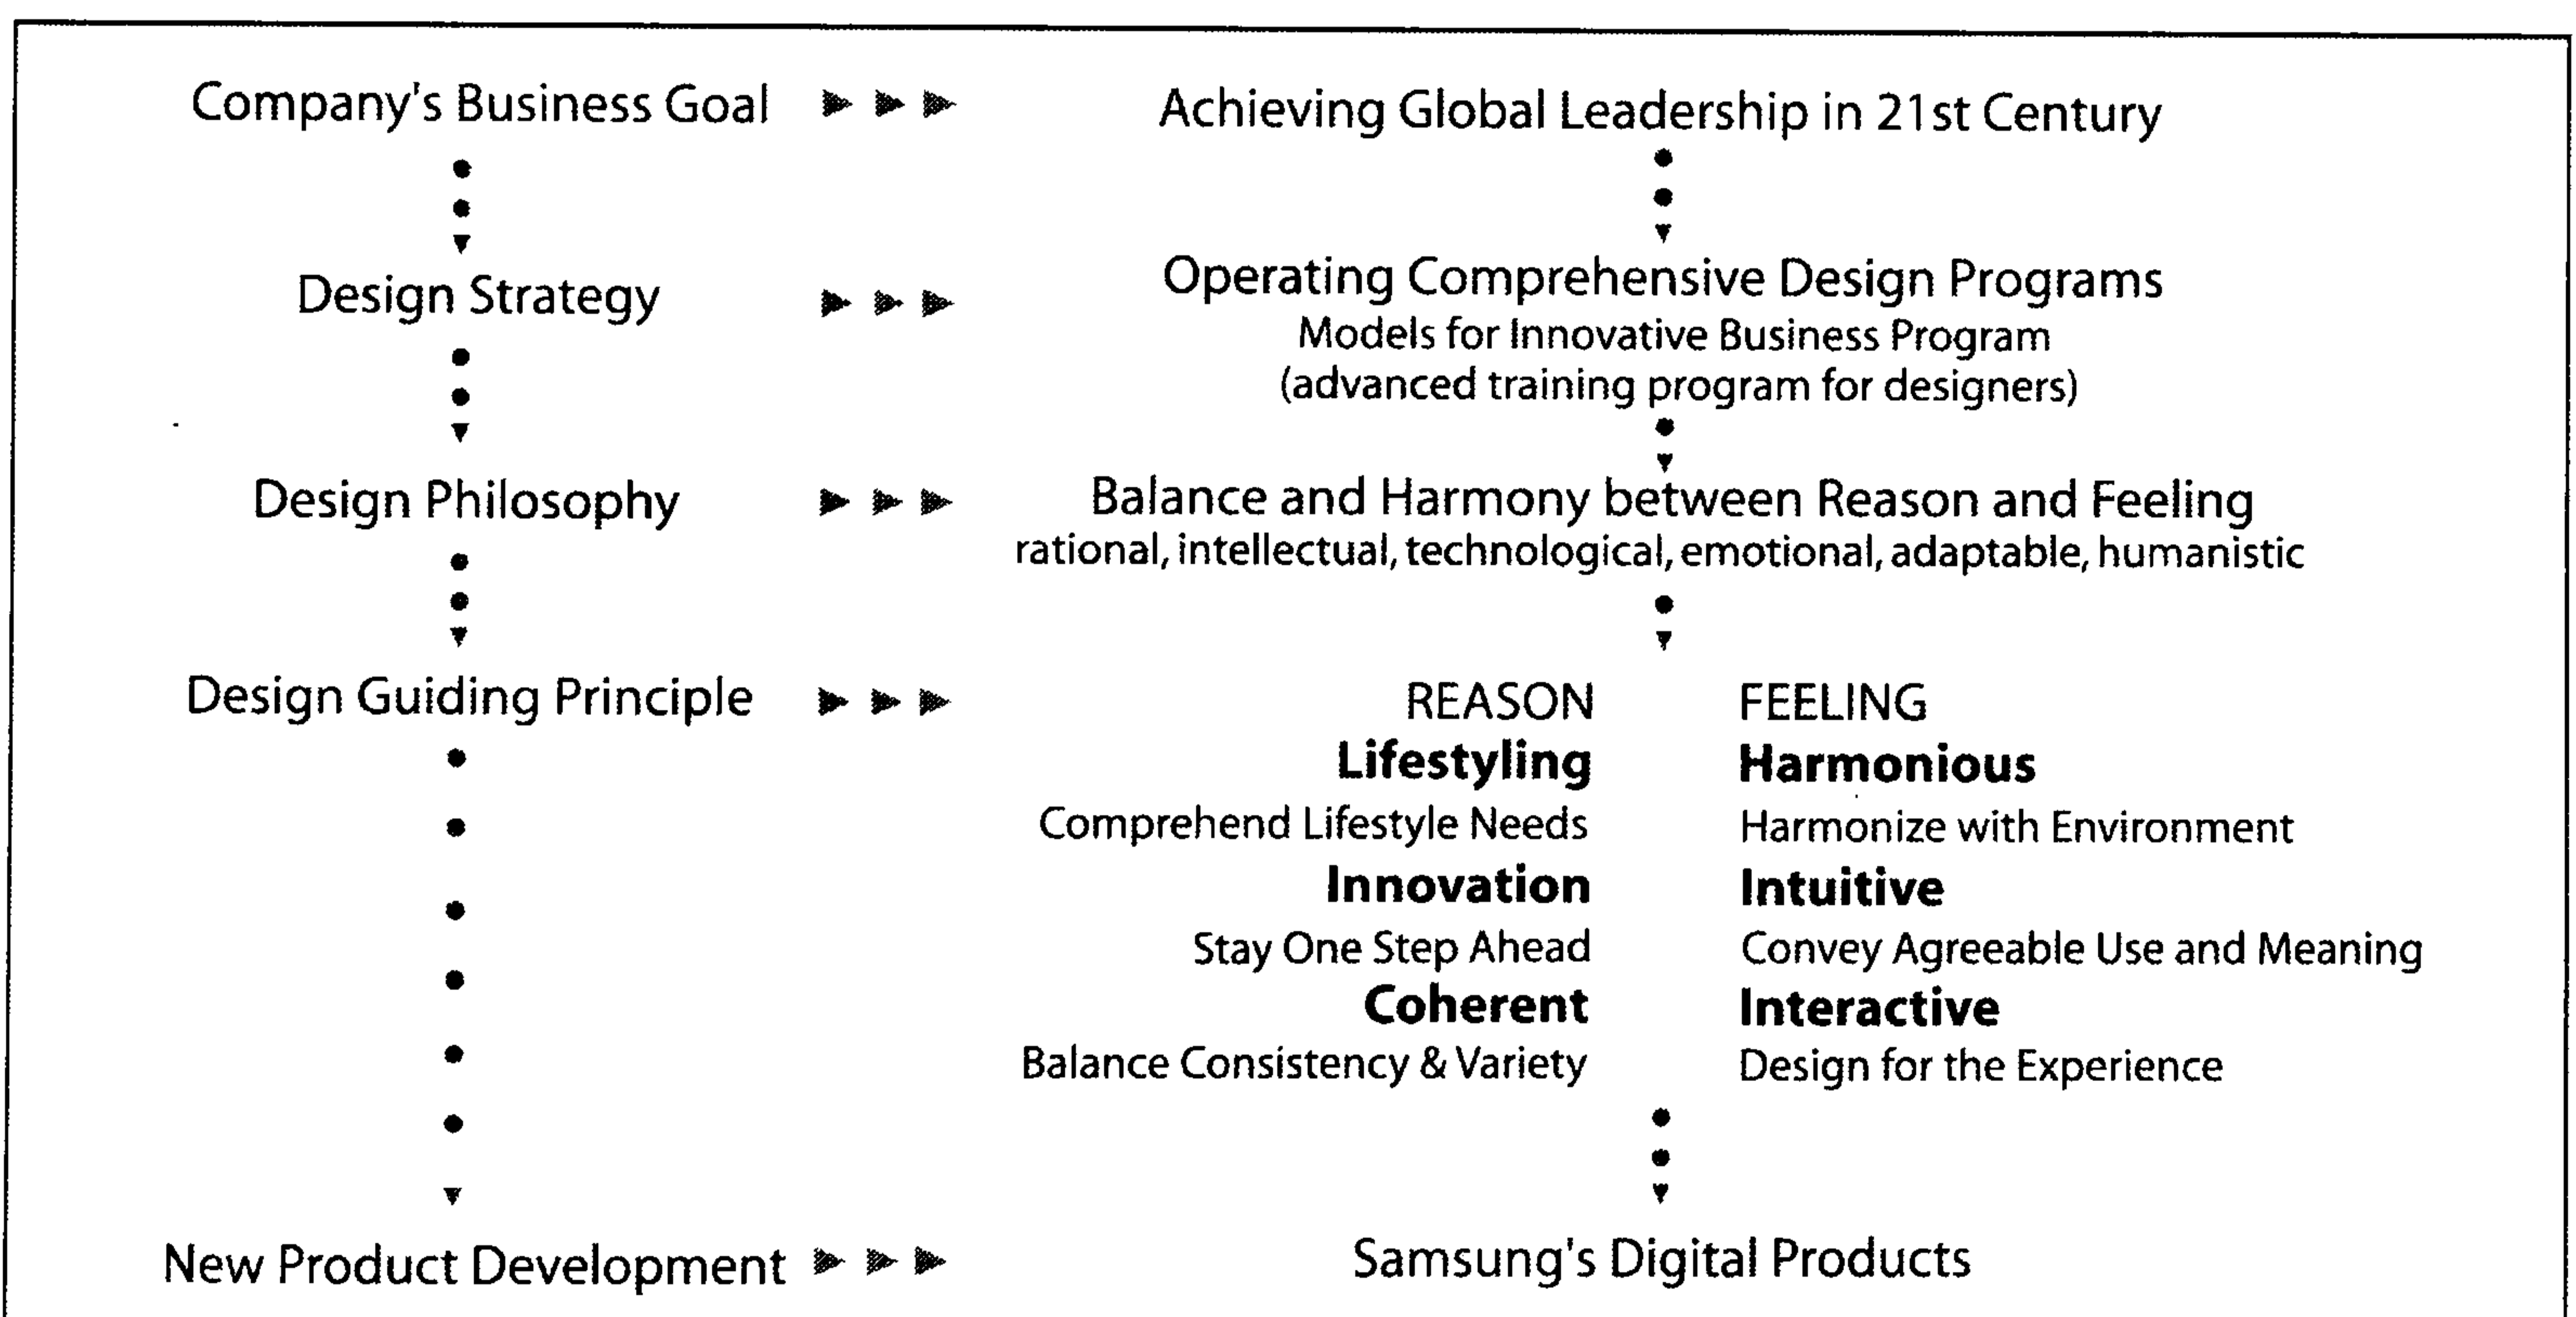 Company's Business Goal
Achieving Global Leadership in 21st Century
Design Strategy
Operating Comprehensive Design Programs
Models for Innovative Business Program
(advanced training program for designers)
Design Philosophy
Balance and Harmony between Reason and Feeling
rational, intellectual, technological, emotional, adaptable, humanistic
Design Guiding Principle
REASON FEELING
Lifestyling Harmonious
Comprehend Lifestyle Needs Harmonize with Environment
Innovation Intuitive
Stay One Step Ahead Convey Agreeable Use and Meaning
Coherent Interactive
Balance Consistency & Variety Design for the Experience
New Product Development
Samsung's Digital Products